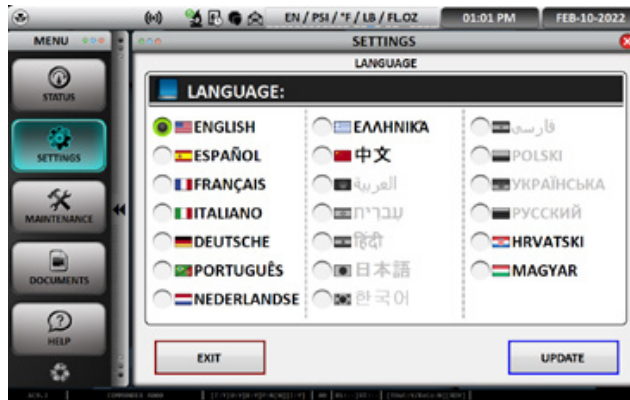 EN / PSI / °F / LB / FL.OZ
01:01 PM
FEB-10-2022
MENU
SETTINGS
LANGUAGE
STATUS
SETTINGS
MAINTENANCE
DOCUMENTS
HELP
LANGUAGE:
ENGLISH
ESPAÑOL
FRANÇAIS
ITALIANO
DEUTSCHE
PORTUGUÊS
NEDERLANDSE
ΕΛΛΗΝΙΚΆ
中文
العربية
עברית
हिंदी
日本語
한국어
فارسی
POLSKI
УКРАЇНСЬКА
РУССКИЙ
HRVATSKI
MAGYAR
EXIT
UPDATE